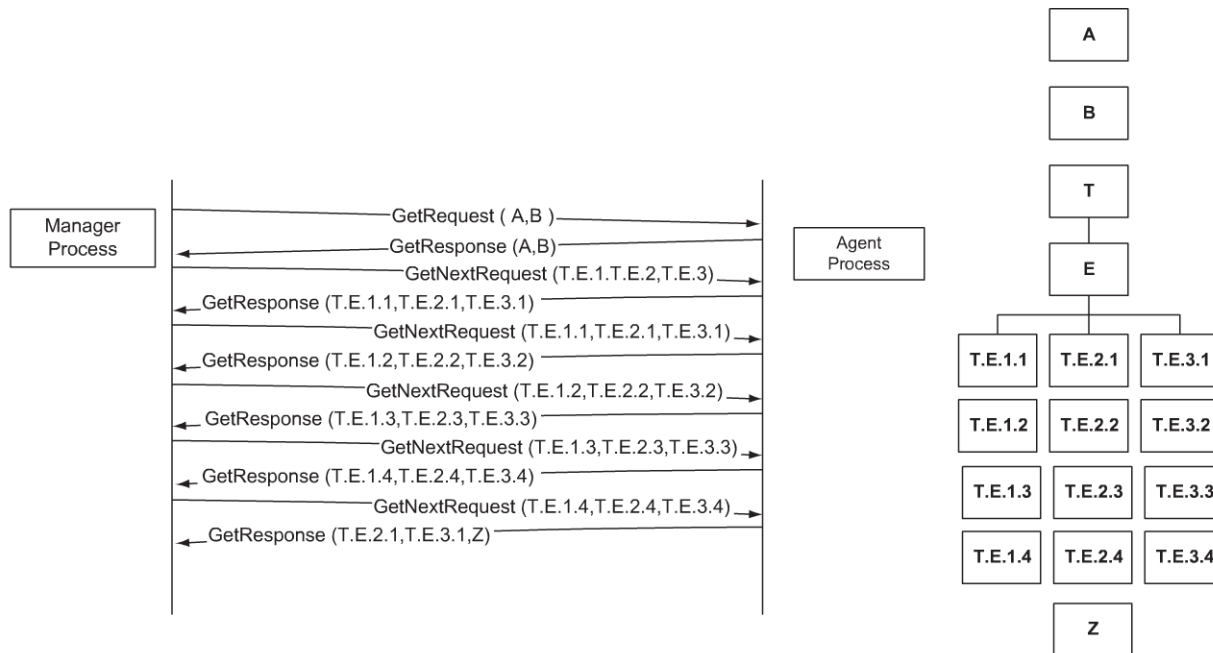 A
B
T
E
T.E.1.1 T.E.2.1 T.E.3.1
T.E.1.2 T.E.2.2 T.E.3.2
T.E.1.3 T.E.2.3 T.E.3.3
T.E.1.4 T.E.2.4 T.E.3.4
Z
Manager
Process
Agent
Process
GetRequest ( A,B )
GetResponse (A,B)
GetNextRequest (T.E.1.T.E.2,T.E.3)
GetResponse (T.E.1.1,T.E.2.1,T.E.3.1)
GetNextRequest (T.E.1.1,T.E.2.1,T.E.3.1)
GetResponse (T.E.1.2,T.E.2.2,T.E.3.2)
GetNextRequest (T.E.1.2,T.E.2.2,T.E.3.2)
GetResponse (T.E.1.3,T.E.2.3,T.E.3.3)
GetNextRequest (T.E.1.3,T.E.2.3,T.E.3.3)
GetResponse (T.E.1.4,T.E.2.4,T.E.3.4)
GetNextRequest (T.E.1.4,T.E.2.4,T.E.3.4)
GetResponse (T.E.2.1,T.E.3.1,Z)